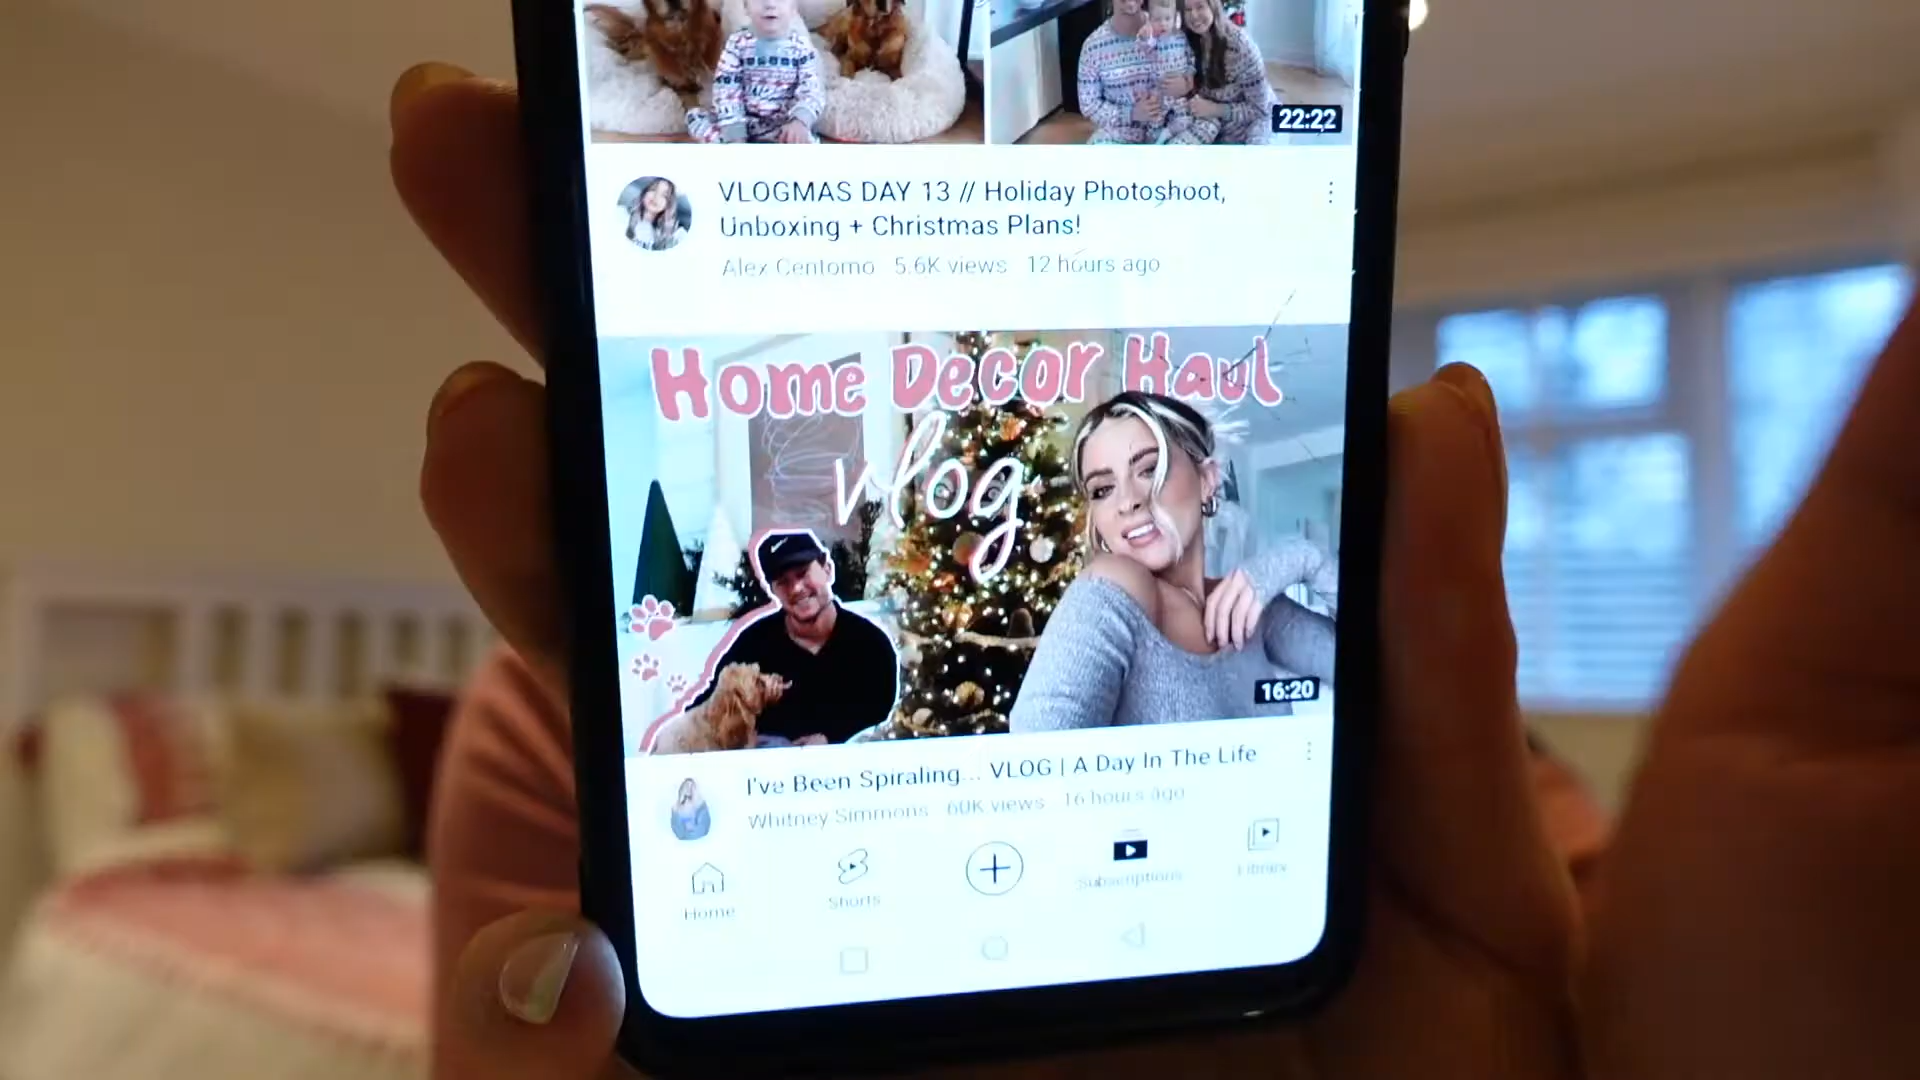 22:22
VLOGMAS DAY 13 // Holiday Photoshoot,
Unboxing + Christmas Plans!
Alex Centomo 5.6K views 12 hours ago
Home Decor Haul
vlog
16:20
I've Been Spiraling... VLOG | A Day In The Life
Whitney Simmons 60K views 16 hours ago
Home
Shorts
Subscriptions
Library